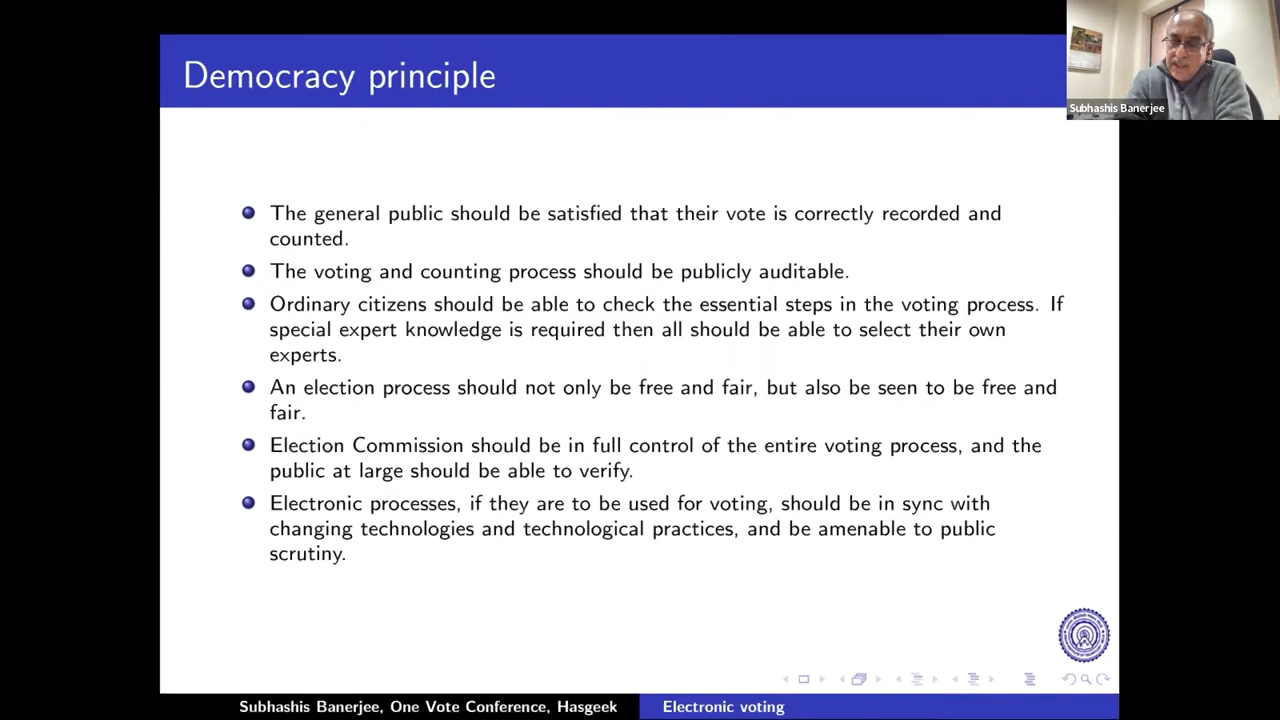 Democracy principle
Subhashis Banerjee
The general public should be satisfied that their vote is correctly recorded and
counted.
The voting and counting process should be publicly auditable.
Ordinary citizens should be able to check the essential steps in the voting process. If
special expert knowledge is required then all should be able to select their own
experts.
An election process should not only be free and fair, but also be seen to be free and
fair.
Election Commission should be in full control of the entire voting process, and the
public at large should be able to verify.
Electronic processes, if they are to be used for voting, should be in sync with
changing technologies and technological practices, and be amenable to public
scrutiny.
Subhashis Banerjee, One Vote Conference, Hasgeek
Electronic voting